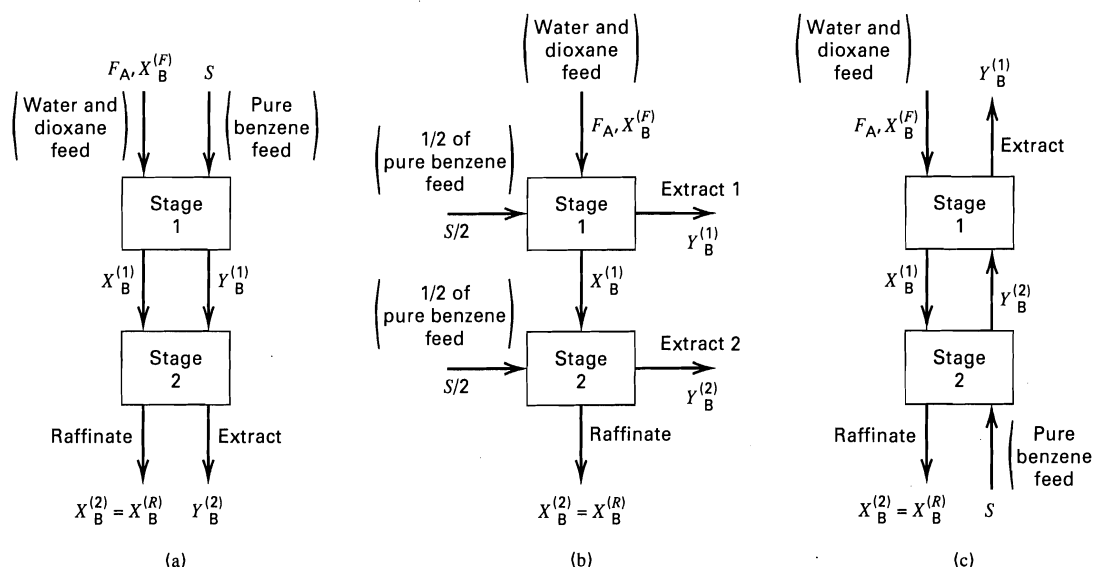 F_A, X_B^(F)
S
(Water and
dioxane
feed)
(Pure
benzene
feed)
Stage
1
X_B^(1)
Y_B^(1)
Stage
2
Raffinate
Extract
X_B^(2) = X_B^(R)
Y_B^(2)
(a)
(Water and
dioxane
feed)
F_A, X_B^(F)
(1/2 of
pure benzene
feed)
S/2
Stage
1
Extract 1
Y_B^(1)
X_B^(1)
(1/2 of
pure benzene
feed)
S/2
Stage
2
Extract 2
Y_B^(2)
Raffinate
X_B^(2) = X_B^(R)
(b)
(Water and
dioxane
feed)
Y_B^(1)
F_A, X_B^(F)
Extract
Stage
1
X_B^(1)
Y_B^(2)
Stage
2
Raffinate
(Pure
benzene
feed
X_B^(2) = X_B^(R)
S
(c)